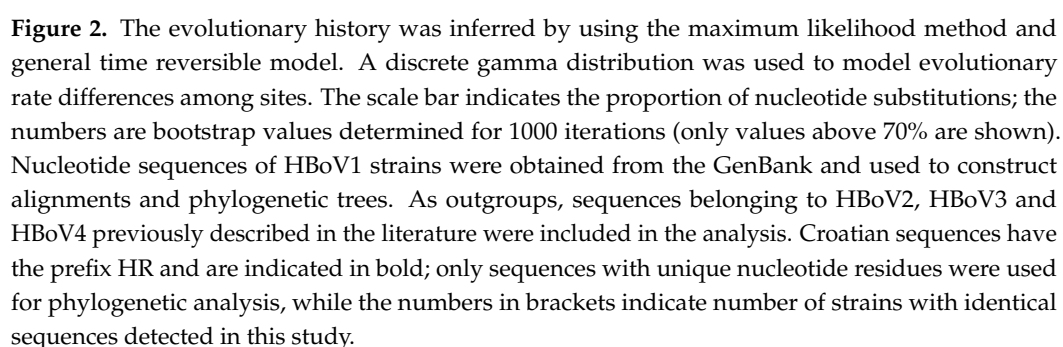 Figure 2. The evolutionary history was inferred by using the maximum likelihood method and
general time reversible model. A discrete gamma distribution was used to model evolutionary
rate differences among sites. The scale bar indicates the proportion of nucleotide substitutions; the
numbers are bootstrap values determined for 1000 iterations (only values above 70% are shown).
Nucleotide sequences of HBoV1 strains were obtained from the GenBank and used to construct
alignments and phylogenetic trees. As outgroups, sequences belonging to HBoV2, HBoV3 and
HBoV4 previously described in the literature were included in the analysis. Croatian sequences have
the prefix HR and are indicated in bold; only sequences with unique nucleotide residues were used
for phylogenetic analysis, while the numbers in brackets indicate number of strains with identical
sequences detected in this study.